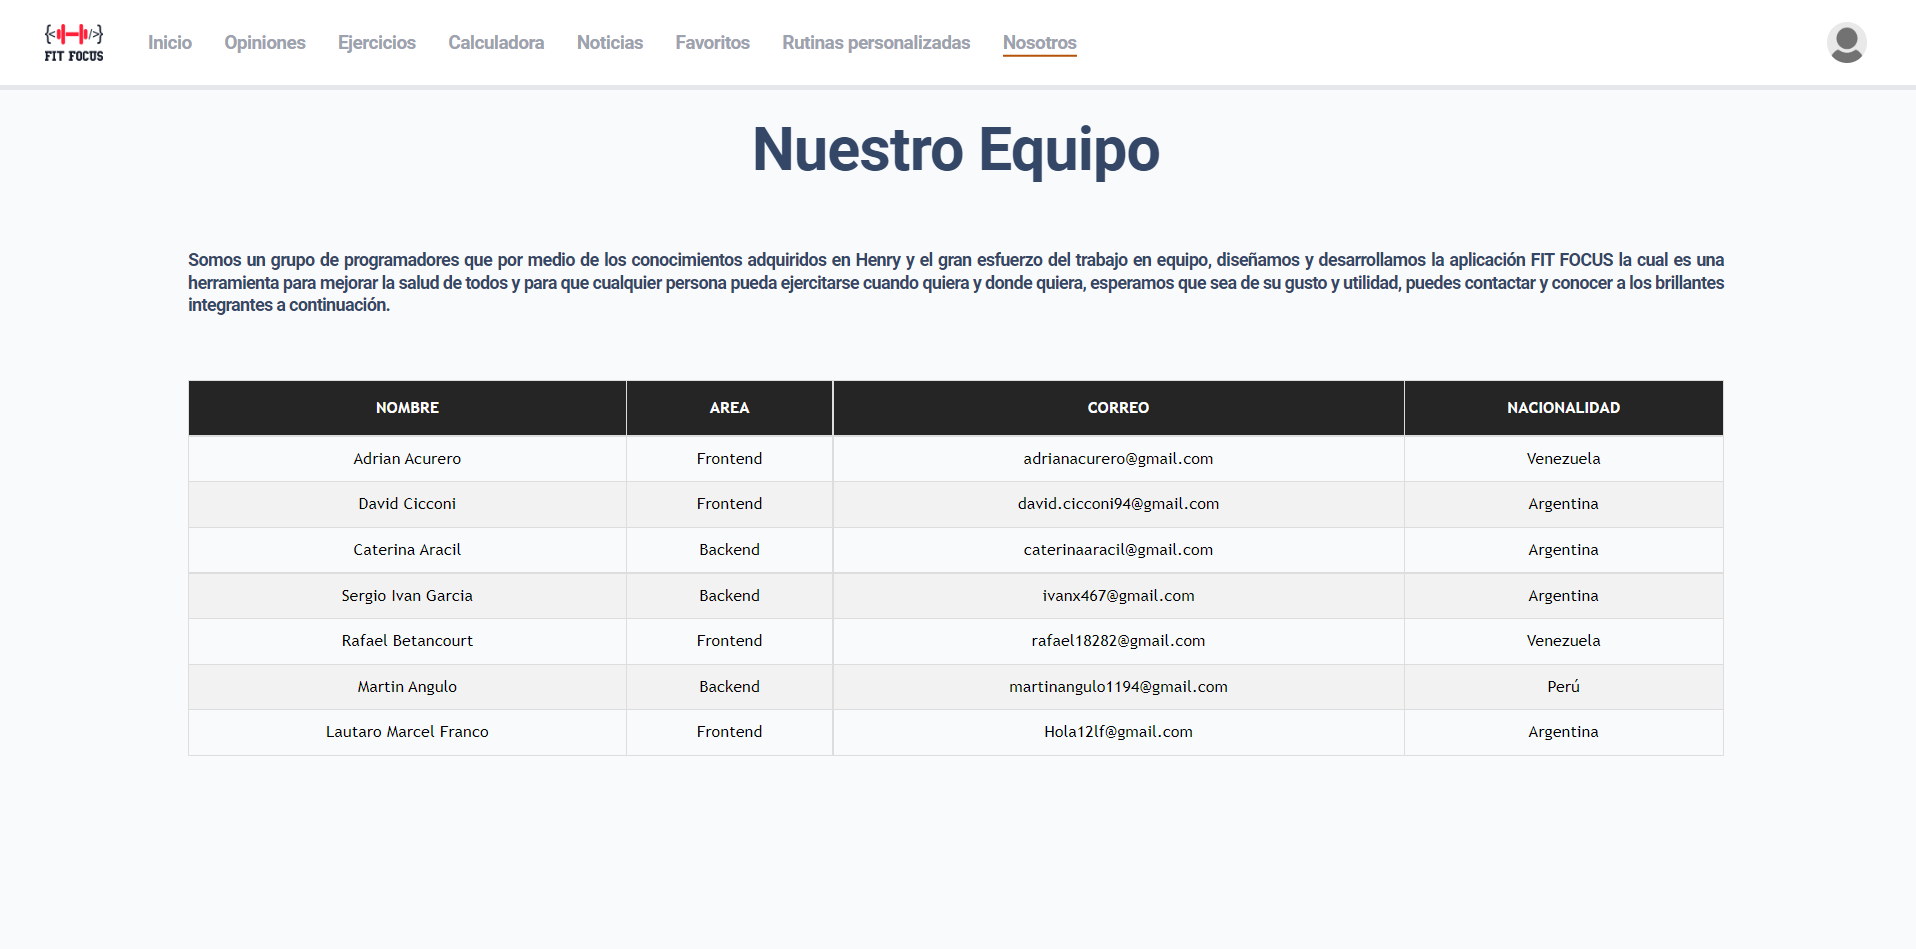 {<H/>}
FIT FOCUS
Inicio Opiniones Ejercicios Calculadora Noticias Favoritos Rutinas personalizadas Nosotros
Nuestro Equipo
Somos un grupo de programadores que por medio de los conocimientos adquiridos en Henry y el gran esfuerzo del trabajo en equipo, diseñamos y desarrollamos la aplicación FIT FOCUS la cual es una
herramienta para mejorar la salud de todos y para que cualquier persona pueda ejercitarse cuando quiera y donde quiera, esperamos que sea de su gusto y utilidad, puedes contactar y conocer a los brillantes
integrantes a continuación.
NOMBRE AREA CORREO NACIONALIDAD
Adrian Acurero Frontend adrianacurero@gmail.com Venezuela
David Cicconi Frontend david.cicconi94@gmail.com Argentina
Caterina Aracil Backend caterinaaracil@gmail.com Argentina
Sergio Ivan Garcia Backend ivanx467@gmail.com Argentina
Rafael Betancourt Frontend rafael18282@gmail.com Venezuela
Martin Angulo Backend martinangulo1194@gmail.com Perú
Lautaro Marcel Franco Frontend Hola12lf@gmail.com Argentina